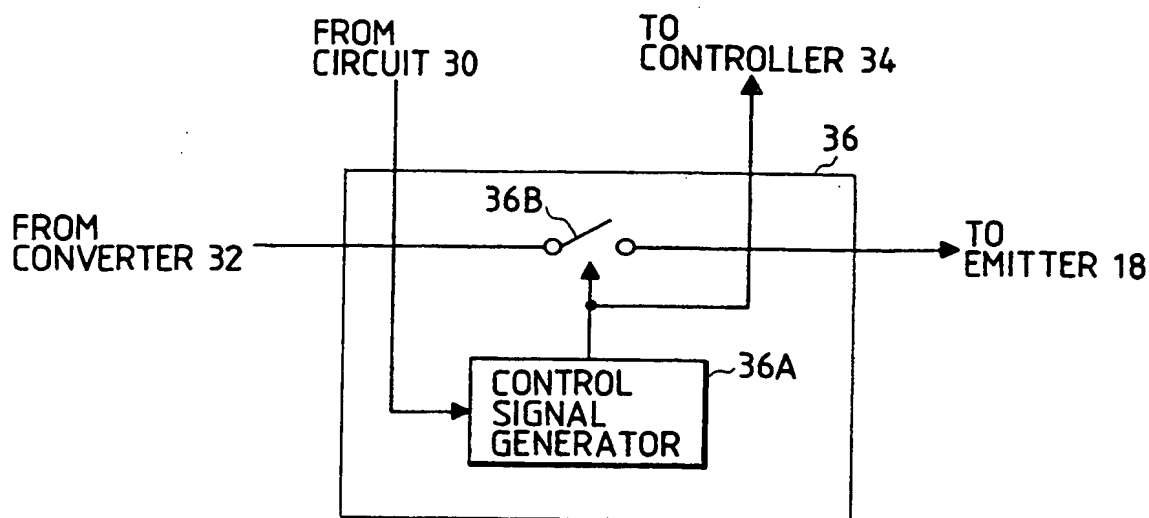 FROM
CIRCUIT 30
TO
CONTROLLER 34
36
36B
FROM
CONVERTER 32
TO
EMITTER 18
36A
CONTROL
SIGNAL
GENERATOR